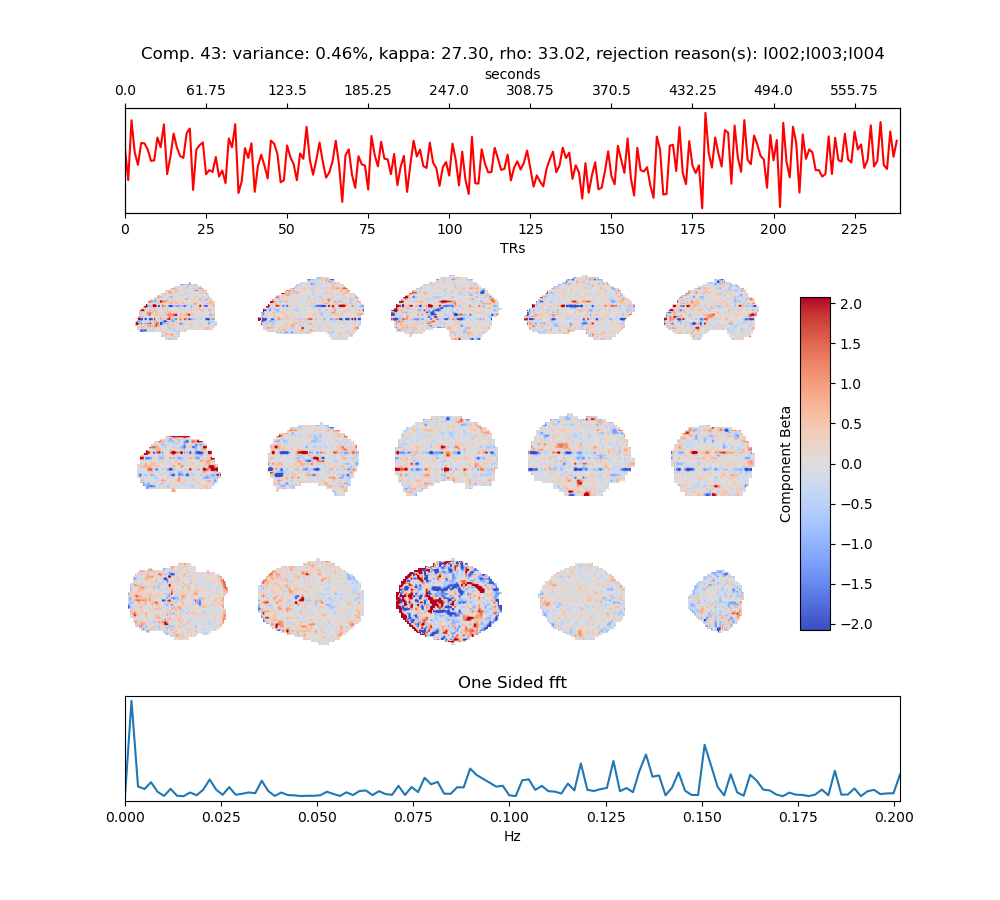 Comp. 43: variance: 0.46%, kappa: 27.30, rho: 33.02, rejection reason(s): I002;I003;I004
seconds
0.0 61.75 123.5 185.25 247.0 308.75 370.5 432.25 494.0 555.75
0 25 50 75 100 125 150 175 200 225
TRs
2.0
1.5
1.0
0.5
0.0
−0.5
−1.0
−1.5
−2.0
Component Beta
One Sided fft
0.000 0.025 0.050 0.075 0.100 0.125 0.150 0.175 0.200
Hz